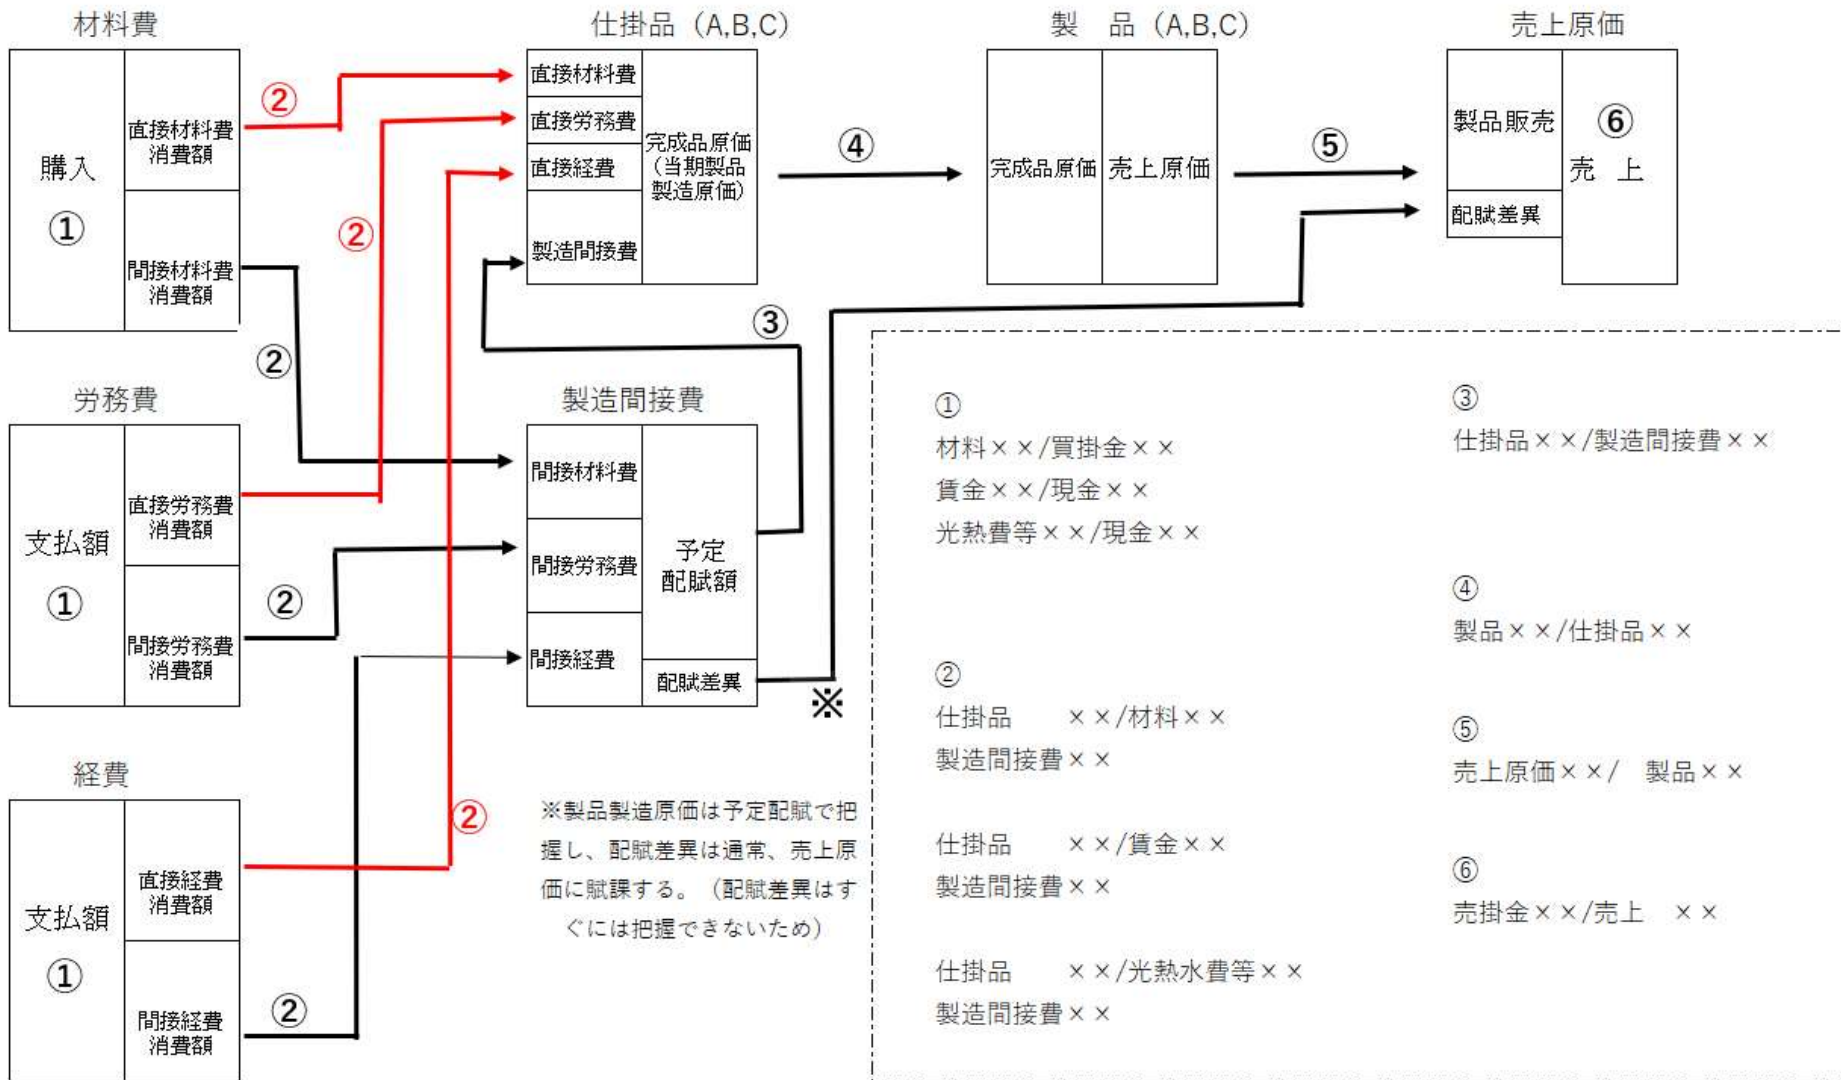 材料費
購入
①
直接材料費
消費額
間接材料費
消費額
②
②
仕掛品（A,B,C）
直接材料費
直接労務費
直接経費
製造間接費
完成品原価
（当期製品
製造原価）
④
製　品（A,B,C）
完成品原価
売上原価
⑤
売上原価
製品販売
配賦差異
⑥
売　上
②
③
労務費
支払額
①
直接労務費
消費額
間接労務費
消費額
②
製造間接費
間接材料費
間接労務費
間接経費
予定
配賦額
配賦差異
※
経費
支払額
①
直接経費
消費額
間接経費
消費額
②
②
※製品製造原価は予定配賦で把
握し、配賦差異は通常、売上原
価に賦課する。（配賦差異はす
ぐには把握できないため）
①
材料××/買掛金××
賃金××/現金××
光熱費等××/現金××
②
仕掛品　　××/材料××
製造間接費××
仕掛品　　××/賃金××
製造間接費××
仕掛品　　××/光熱水費等××
製造間接費××
③
仕掛品××/製造間接費××
④
製品××/仕掛品××
⑤
売上原価××/　製品××
⑥
売掛金××/売上　××